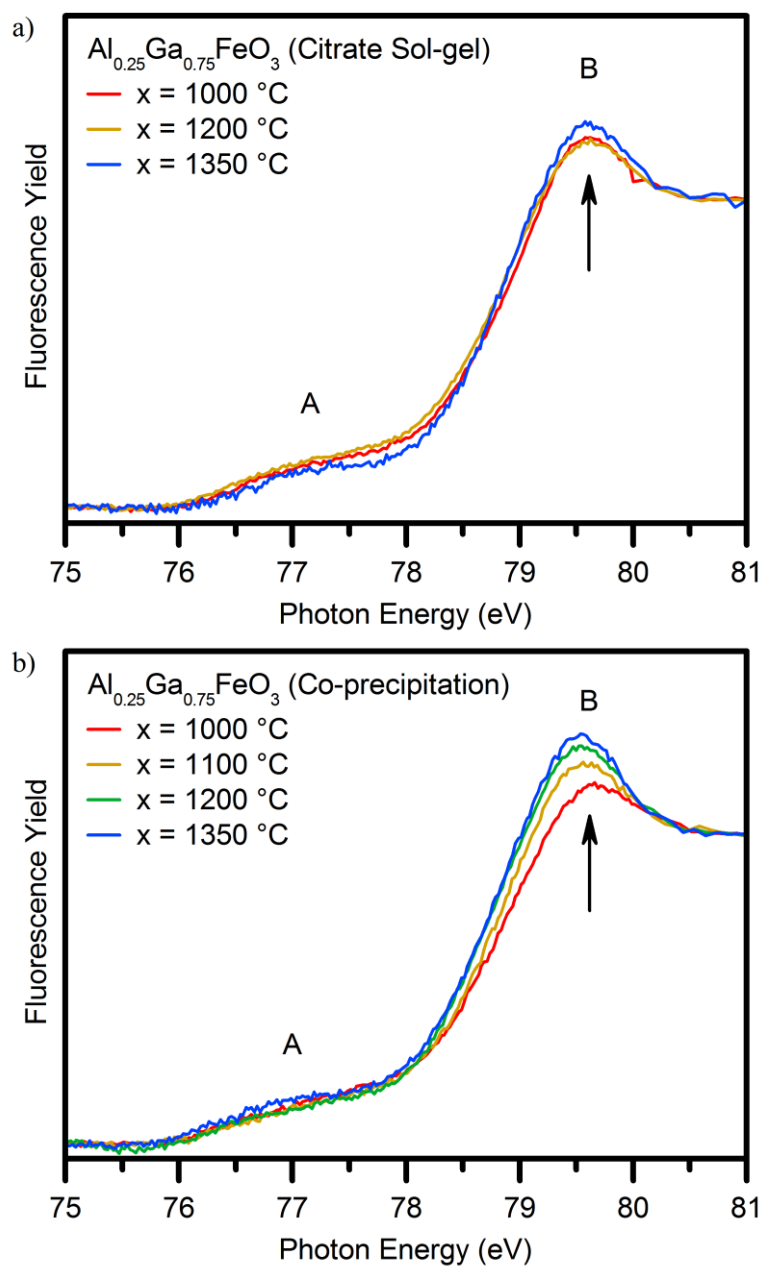 a)
Al0.25Ga0.75FeO3 (Citrate Sol-gel)
x = 1000 °C
x = 1200 °C
x = 1350 °C
B
A
Fluorescence Yield
75 76 77 78 79 80 81
Photon Energy (eV)
b)
Al0.25Ga0.75FeO3 (Co-precipitation)
x = 1000 °C
x = 1100 °C
x = 1200 °C
x = 1350 °C
B
A
Fluorescence Yield
75 76 77 78 79 80 81
Photon Energy (eV)